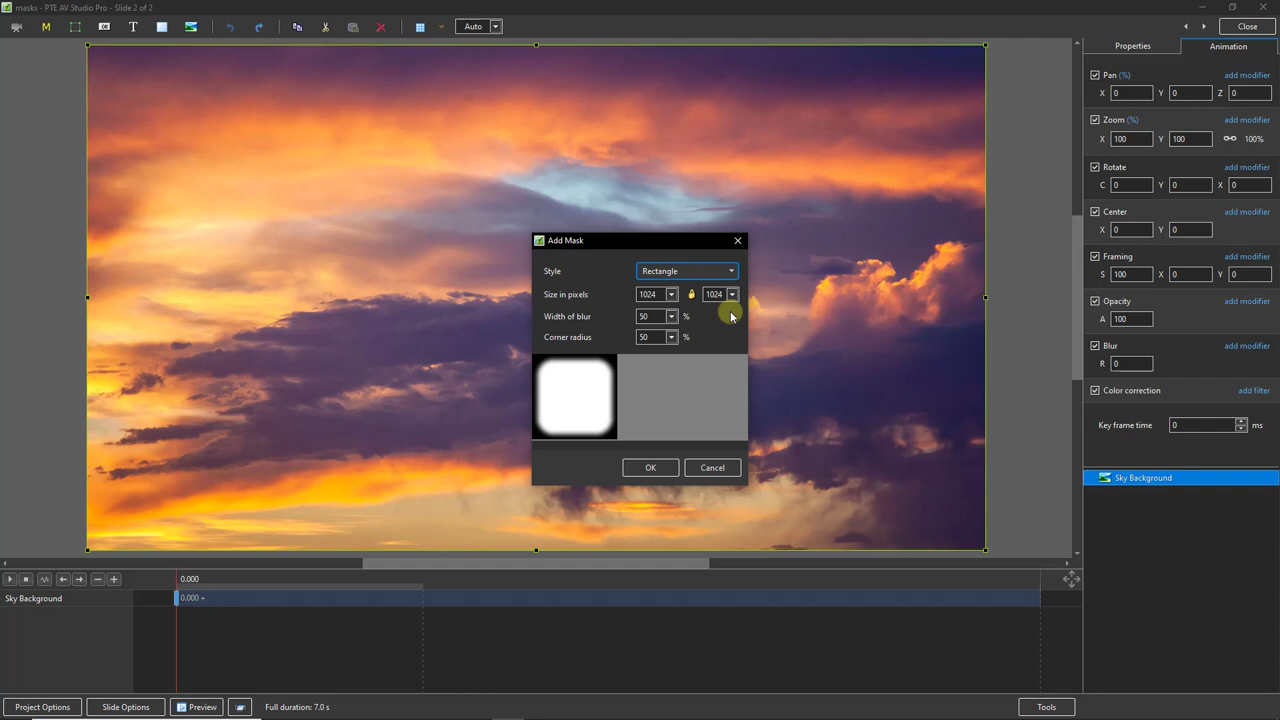 masks - PTE AV Studio Pro - Slide 2 of 2
M OK T Auto Close
Properties Animation
Pan (%) add modifier
X 0 Y 0 Z 0
Zoom (%) add modifier
X 100 Y 100 100%
Rotate add modifier
C 0 Y 0 X 0
Center add modifier
X 0 Y 0
Framing add modifier
S 100 X 0 Y 0
Opacity add modifier
A 100
Blur add modifier
R 0
Color correction add filter
Key frame time 0 ms
Sky Background
Add Mask
Style Rectangle
Size in pixels 1024 1024
Width of blur 50 %
Corner radius 50 %
OK Cancel
0.000
Sky Background 0.000 +
Project Options Slide Options Preview Full duration: 7.0 s Tools